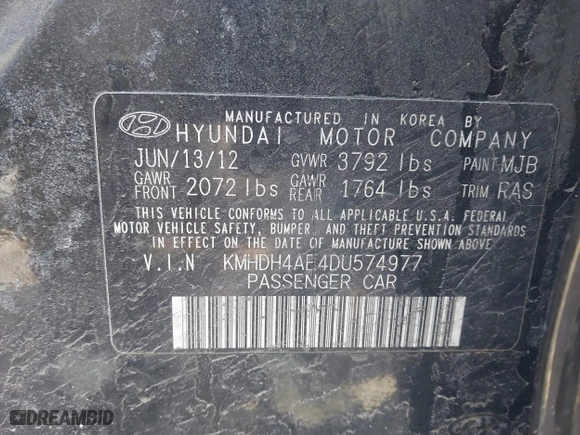 MANUFACTURED IN KOREA BY
HYUNDAI MOTOR COMPANY
JUN/13/12 GVWR 3792 lbs PAINT MJB
GAWR FRONT 2072 lbs GAWR REAR 1764 lbs TRIM RAS
THIS VEHICLE CONFORMS TO ALL APPLICABLE U.S.A. FEDERAL
MOTOR VEHICLE SAFETY, BUMPER, AND THEFT PREVENTION
STANDARDS IN EFFECT ON THE DATE OF MANUFACTURE SHOWN ABOVE
V.I.N KMHDH4AE4DU574977
PASSENGER CAR
DREAMBID